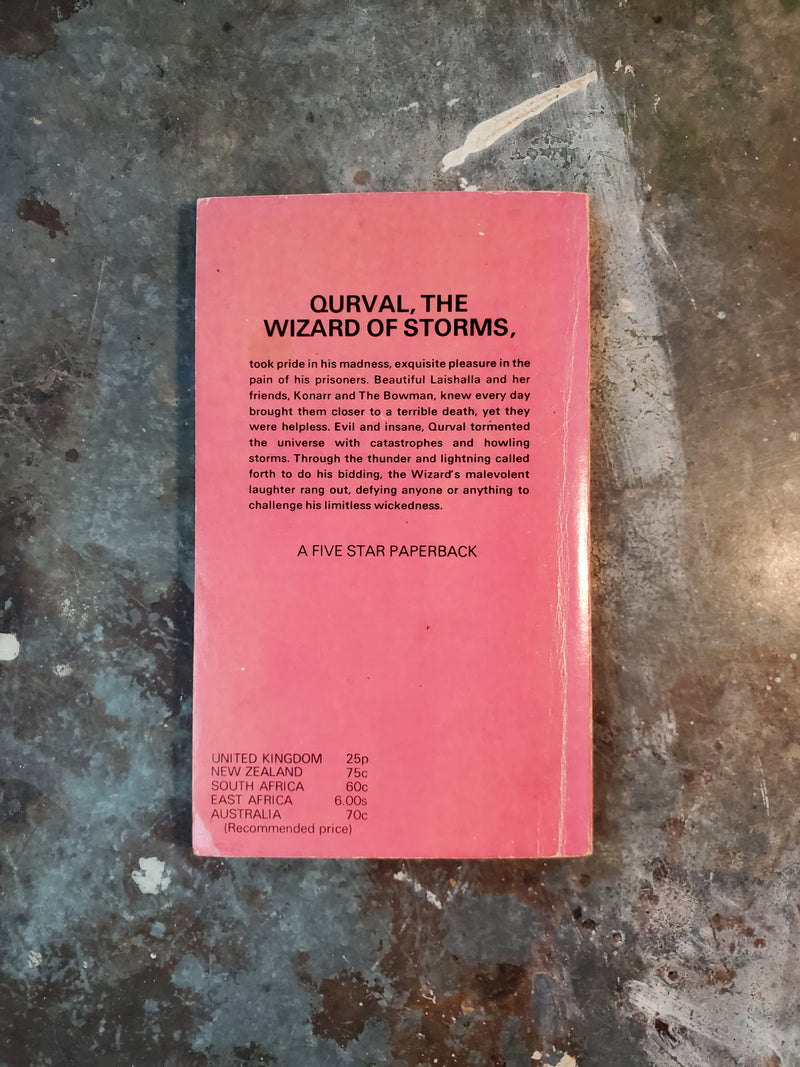 QURVAL, THE
WIZARD OF STORMS,
took pride in his madness, exquisite pleasure in the
pain of his prisoners. Beautiful Laishalla and her
friends, Konarr and The Bowman, knew every day
brought them closer to a terrible death, yet they
were helpless. Evil and insane, Qurval tormented
the universe with catastrophes and howling
storms. Through the thunder and lightning called
forth to do his bidding, the Wizard's malevolent
laughter rang out, defying anyone or anything to
challenge his limitless wickedness.
A FIVE STAR PAPERBACK
UNITED KINGDOM 25p
NEW ZEALAND 75c
SOUTH AFRICA 60c
EAST AFRICA 6.00s
AUSTRALIA 70c
(Recommended price)